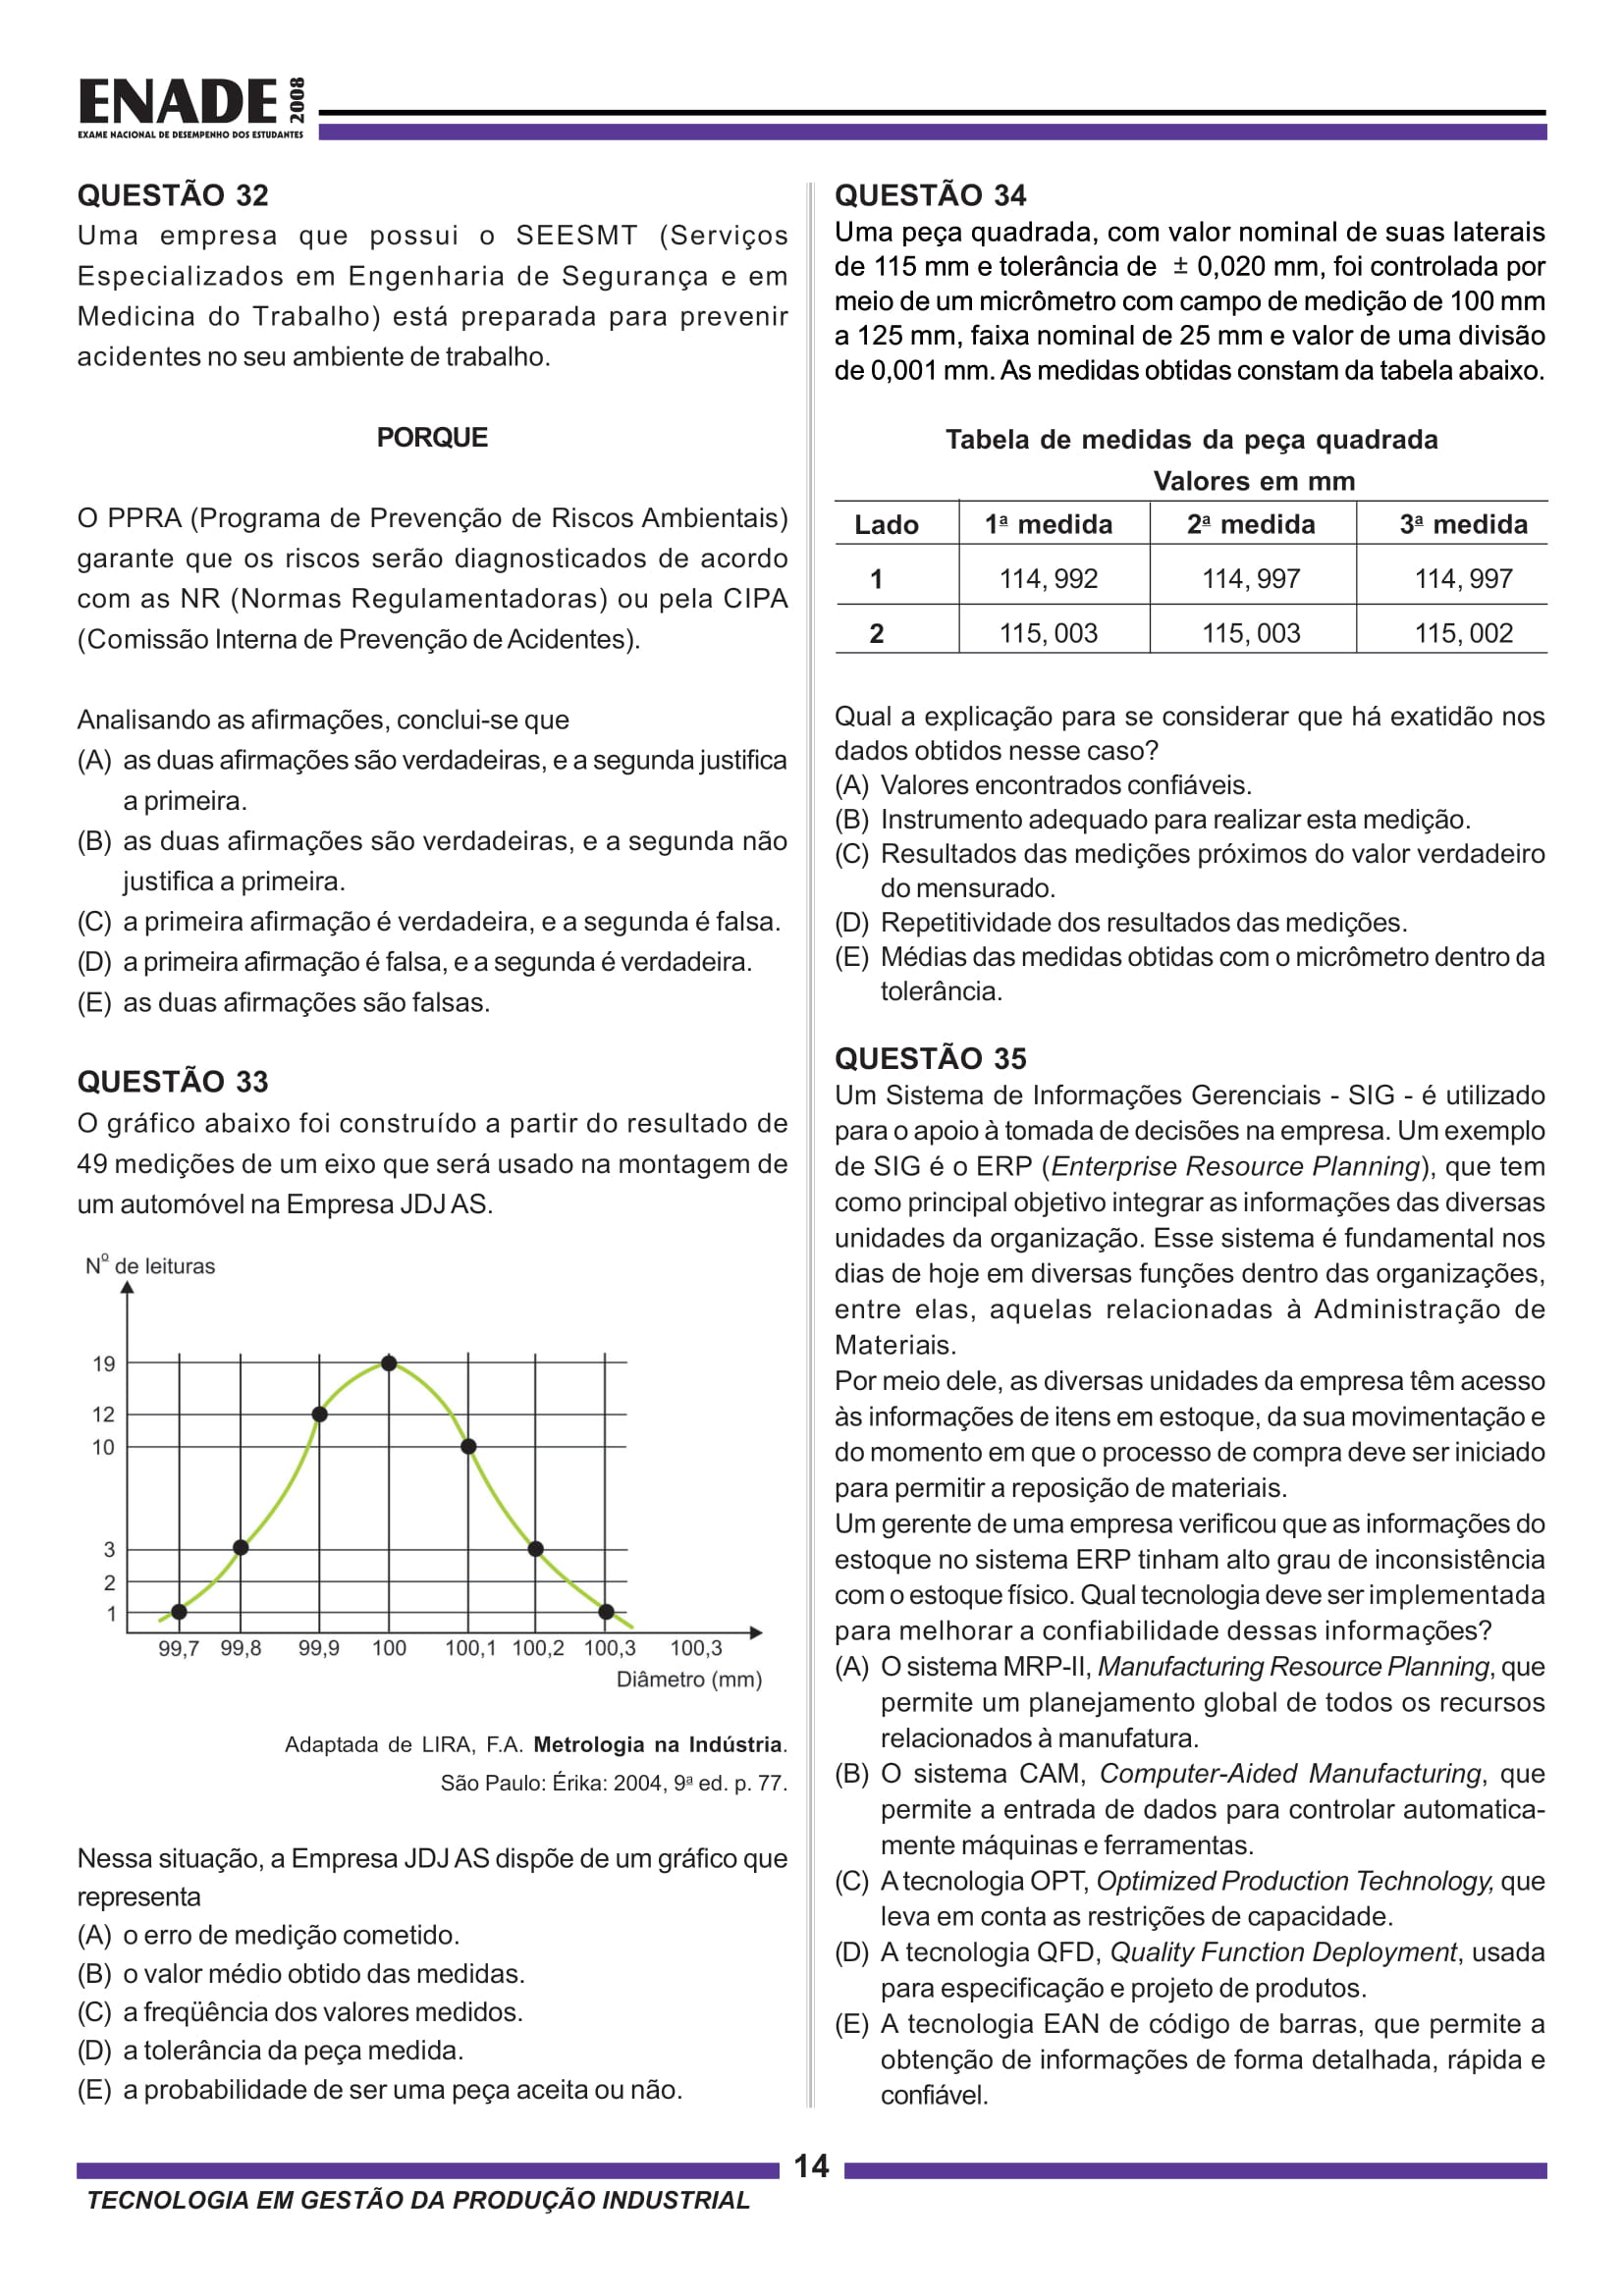 ENADE 2008
EXAME NACIONAL DE DESEMPENHO DOS ESTUDANTES
QUESTÃO 32
Uma empresa que possui o SEESMT (Serviços
Especializados em Engenharia de Segurança e em
Medicina do Trabalho) está preparada para prevenir
acidentes no seu ambiente de trabalho.
PORQUE
O PPRA (Programa de Prevenção de Riscos Ambientais)
garante que os riscos serão diagnosticados de acordo
com as NR (Normas Regulamentadoras) ou pela CIPA
(Comissão Interna de Prevenção de Acidentes).
Analisando as afirmações, conclui-se que
(A) as duas afirmações são verdadeiras, e a segunda justifica
a primeira.
(B) as duas afirmações são verdadeiras, e a segunda não
justifica a primeira.
(C) a primeira afirmação é verdadeira, e a segunda é falsa.
(D) a primeira afirmação é falsa, e a segunda é verdadeira.
(E) as duas afirmações são falsas.
QUESTÃO 33
O gráfico abaixo foi construído a partir do resultado de
49 medições de um eixo que será usado na montagem de
um automóvel na Empresa JDJ AS.
Nº de leituras
19
12
10
3
2
1
99,7 99,8 99,9 100 100,1 100,2 100,3 100,3
Diâmetro (mm)
Adaptada de LIRA, F.A. Metrologia na Indústria.
São Paulo: Érika: 2004, 9ª ed. p. 77.
Nessa situação, a Empresa JDJ AS dispõe de um gráfico que
representa
(A) o erro de medição cometido.
(B) o valor médio obtido das medidas.
(C) a freqüência dos valores medidos.
(D) a tolerância da peça medida.
(E) a probabilidade de ser uma peça aceita ou não.
QUESTÃO 34
Uma peça quadrada, com valor nominal de suas laterais
de 115 mm e tolerância de ± 0,020 mm, foi controlada por
meio de um micrômetro com campo de medição de 100 mm
a 125 mm, faixa nominal de 25 mm e valor de uma divisão
de 0,001 mm. As medidas obtidas constam da tabela abaixo.
Tabela de medidas da peça quadrada
Valores em mm
Lado 1ª medida 2ª medida 3ª medida
1 114, 992 114, 997 114, 997
2 115, 003 115, 003 115, 002
Qual a explicação para se considerar que há exatidão nos
dados obtidos nesse caso?
(A) Valores encontrados confiáveis.
(B) Instrumento adequado para realizar esta medição.
(C) Resultados das medições próximos do valor verdadeiro
do mensurado.
(D) Repetitividade dos resultados das medições.
(E) Médias das medidas obtidas com o micrômetro dentro da
tolerância.
QUESTÃO 35
Um Sistema de Informações Gerenciais - SIG - é utilizado
para o apoio à tomada de decisões na empresa. Um exemplo
de SIG é o ERP (Enterprise Resource Planning), que tem
como principal objetivo integrar as informações das diversas
unidades da organização. Esse sistema é fundamental nos
dias de hoje em diversas funções dentro das organizações,
entre elas, aquelas relacionadas à Administração de
Materiais.
Por meio dele, as diversas unidades da empresa têm acesso
às informações de itens em estoque, da sua movimentação e
do momento em que o processo de compra deve ser iniciado
para permitir a reposição de materiais.
Um gerente de uma empresa verificou que as informações do
estoque no sistema ERP tinham alto grau de inconsistência
com o estoque físico. Qual tecnologia deve ser implementada
para melhorar a confiabilidade dessas informações?
(A) O sistema MRP-II, Manufacturing Resource Planning, que
permite um planejamento global de todos os recursos
relacionados à manufatura.
(B) O sistema CAM, Computer-Aided Manufacturing, que
permite a entrada de dados para controlar automatica-
mente máquinas e ferramentas.
(C) A tecnologia OPT, Optimized Production Technology, que
leva em conta as restrições de capacidade.
(D) A tecnologia QFD, Quality Function Deployment, usada
para especificação e projeto de produtos.
(E) A tecnologia EAN de código de barras, que permite a
obtenção de informações de forma detalhada, rápida e
confiável.
14
TECNOLOGIA EM GESTÃO DA PRODUÇÃO INDUSTRIAL